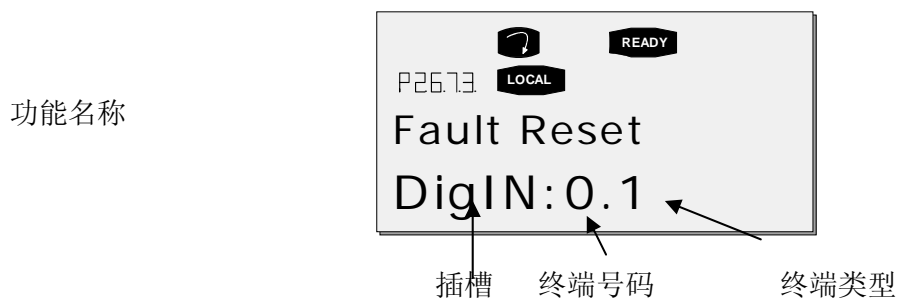 READY
P2.6.7.3. LOCAL
功能名称
Fault Reset
DigIN:0.1
插槽 终端号码 终端类型